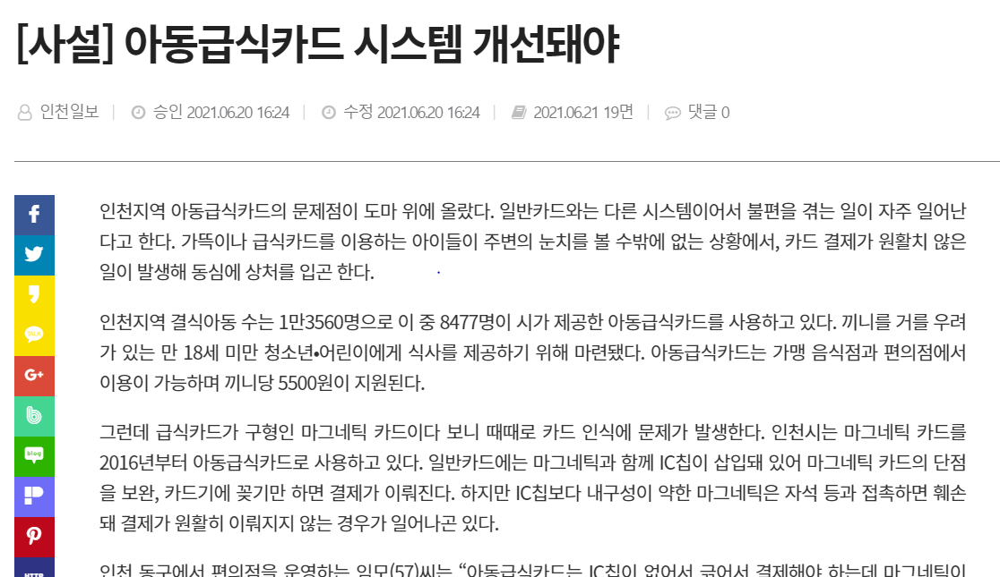 [사설] 아동급식카드 시스템 개선돼야
인천일보 승인 2021.06.20 16:24 수정 2021.06.20 16:24 2021.06.21 19면 댓글 0
인천지역 아동급식카드의 문제점이 도마 위에 올랐다. 일반카드와는 다른 시스템이어서 불편을 겪는 일이 자주 일어난
다고 한다. 가뜩이나 급식카드를 이용하는 아이들이 주변의 눈치를 볼 수밖에 없는 상황에서, 카드 결제가 원활치 않은
일이 발생해 동심에 상처를 입곤 한다.
인천지역 결식아동 수는 1만3560명으로 이 중 8477명이 시가 제공한 아동급식카드를 사용하고 있다. 끼니를 거를 우려
가 있는 만 18세 미만 청소년•어린이에게 식사를 제공하기 위해 마련됐다. 아동급식카드는 가맹 음식점과 편의점에서
이용이 가능하며 끼니당 5500원이 지원된다.
그런데 급식카드가 구형인 마그네틱 카드이다 보니 때때로 카드 인식에 문제가 발생한다. 인천시는 마그네틱 카드를
2016년부터 아동급식카드로 사용하고 있다. 일반카드에는 마그네틱과 함께 IC칩이 삽입돼 있어 마그네틱 카드의 단점
을 보완, 카드기에 꽂기만 하면 결제가 이뤄진다. 하지만 IC칩보다 내구성이 약한 마그네틱은 자석 등과 접촉하면 훼손
돼 결제가 원활히 이뤄지지 않는 경우가 일어나곤 있다.
인천 동구에서 편의점을 운영하는 임모(57)씨는 “아동급식카드는 IC칩이 없어서 긁어서 결제해야 하는데 마그네틱이
f
TALK
G+
b
blog
P
HTTP